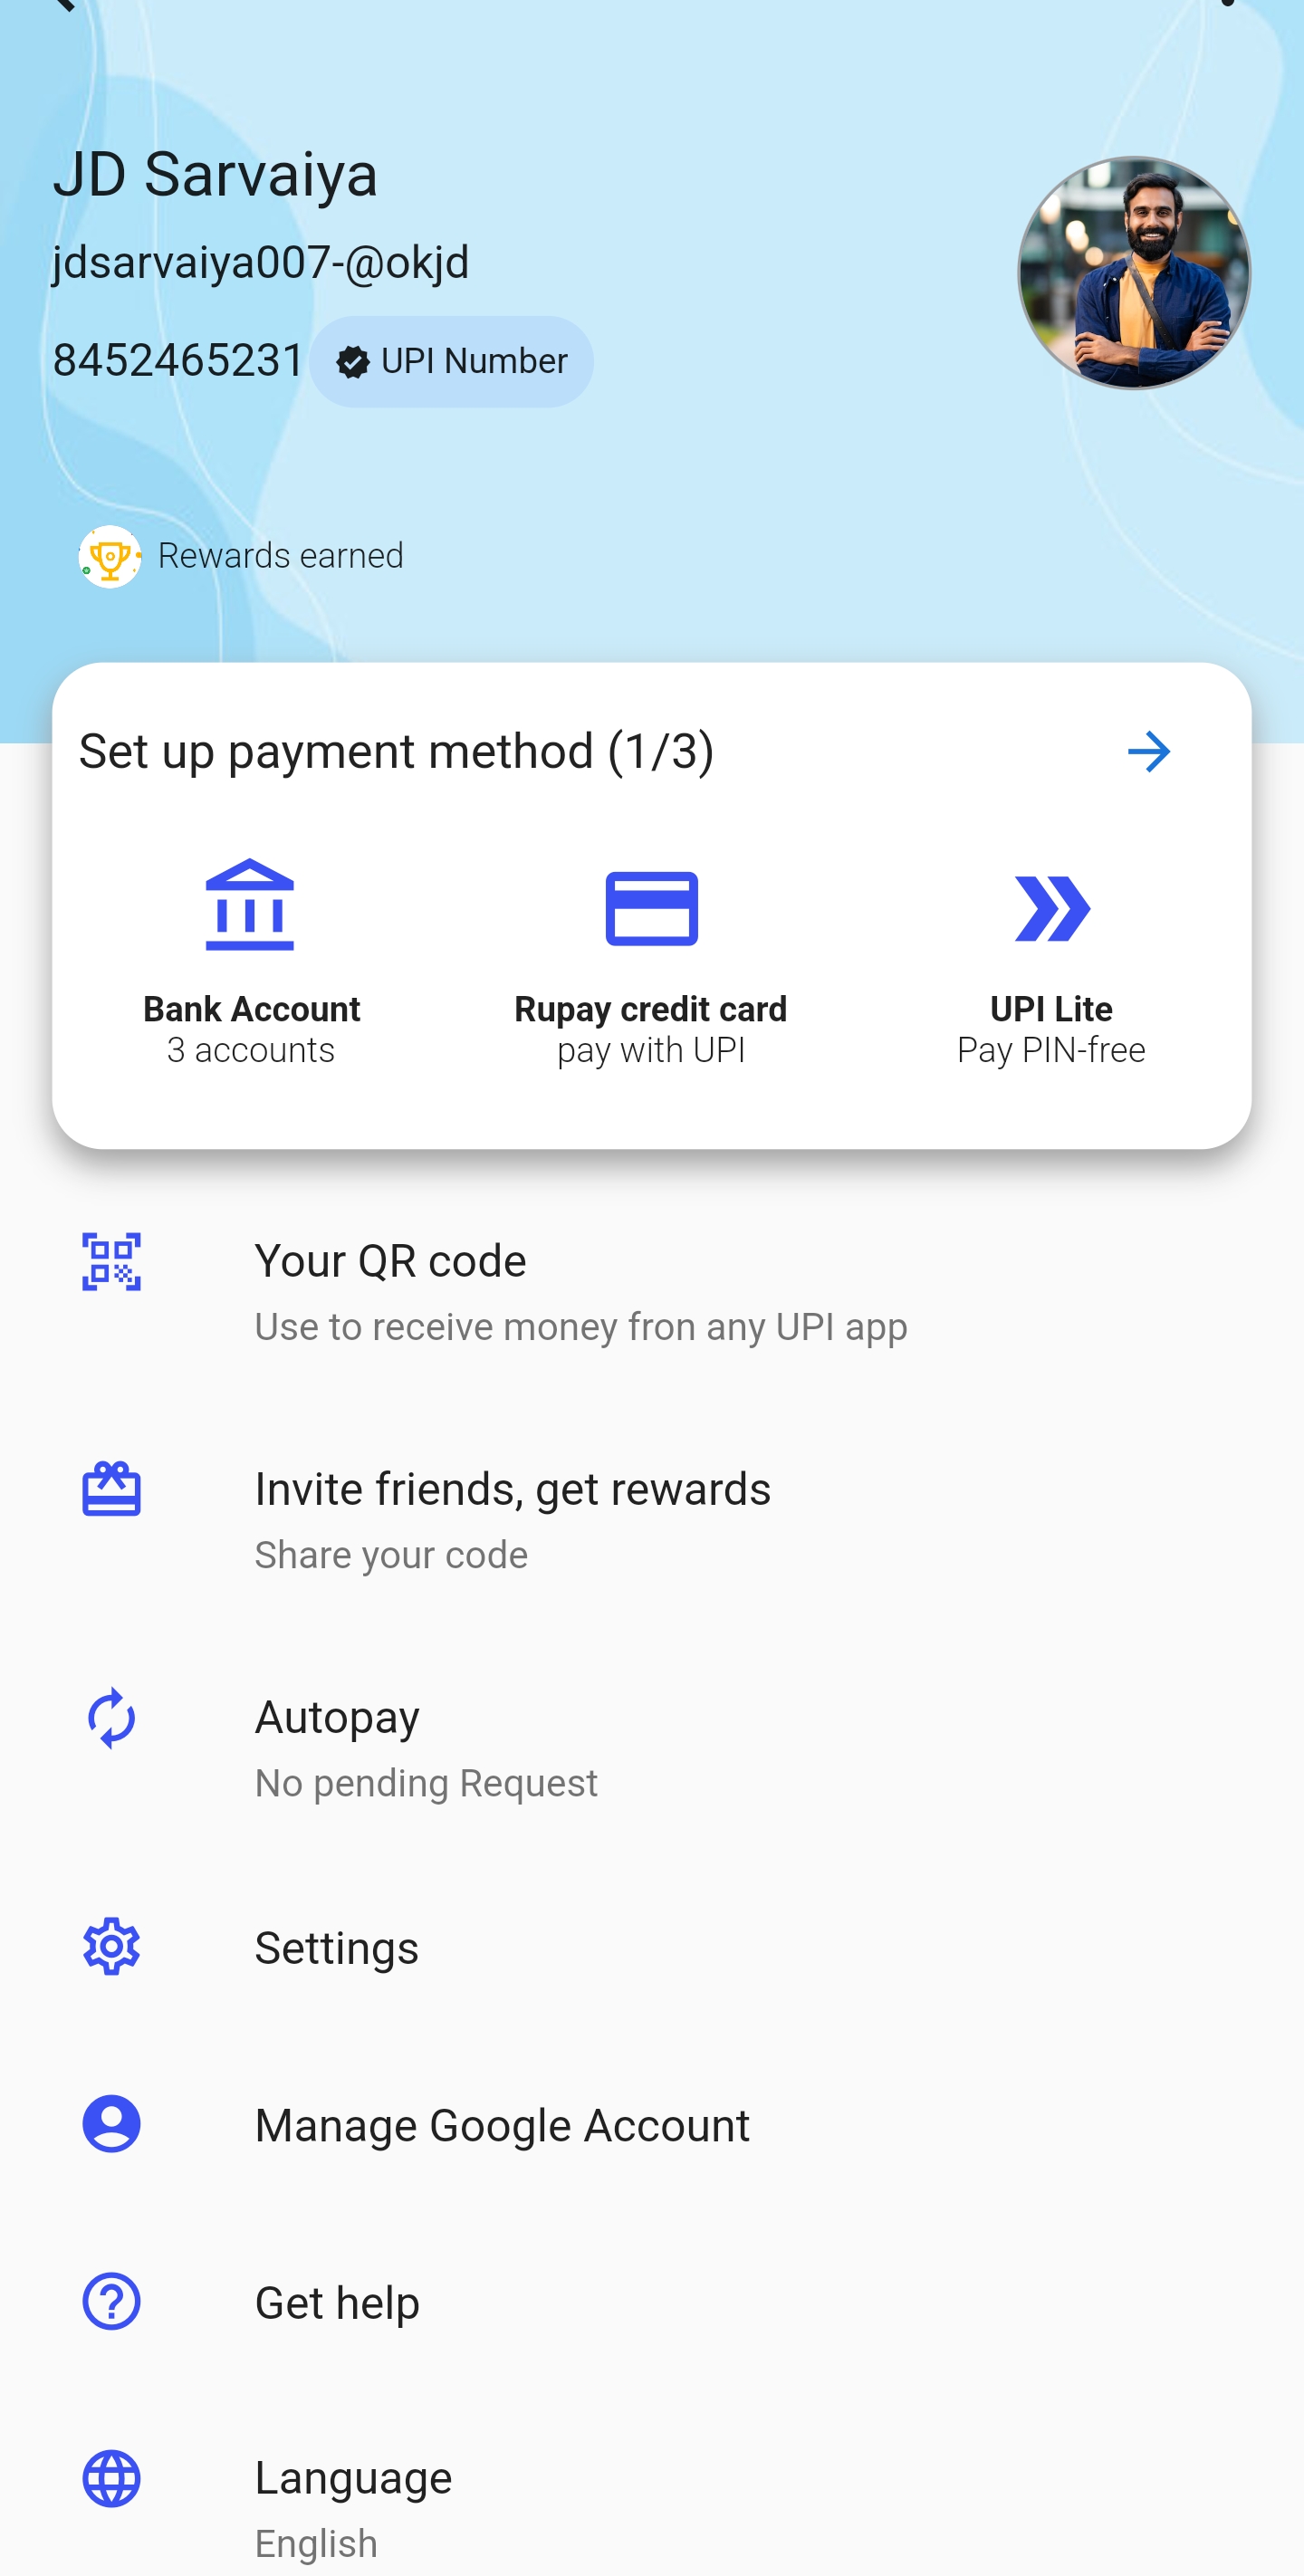 JD Sarvaiya
jdsarvaiya007-@okjd
8452465231 UPI Number
Rewards earned
Set up payment method (1/3)
Bank Account Rupay credit card UPI Lite
3 accounts pay with UPI Pay PIN-free
Your QR code
Use to receive money fron any UPI app
Invite friends, get rewards
Share your code
Autopay
No pending Request
Settings
Manage Google Account
Get help
Language
English